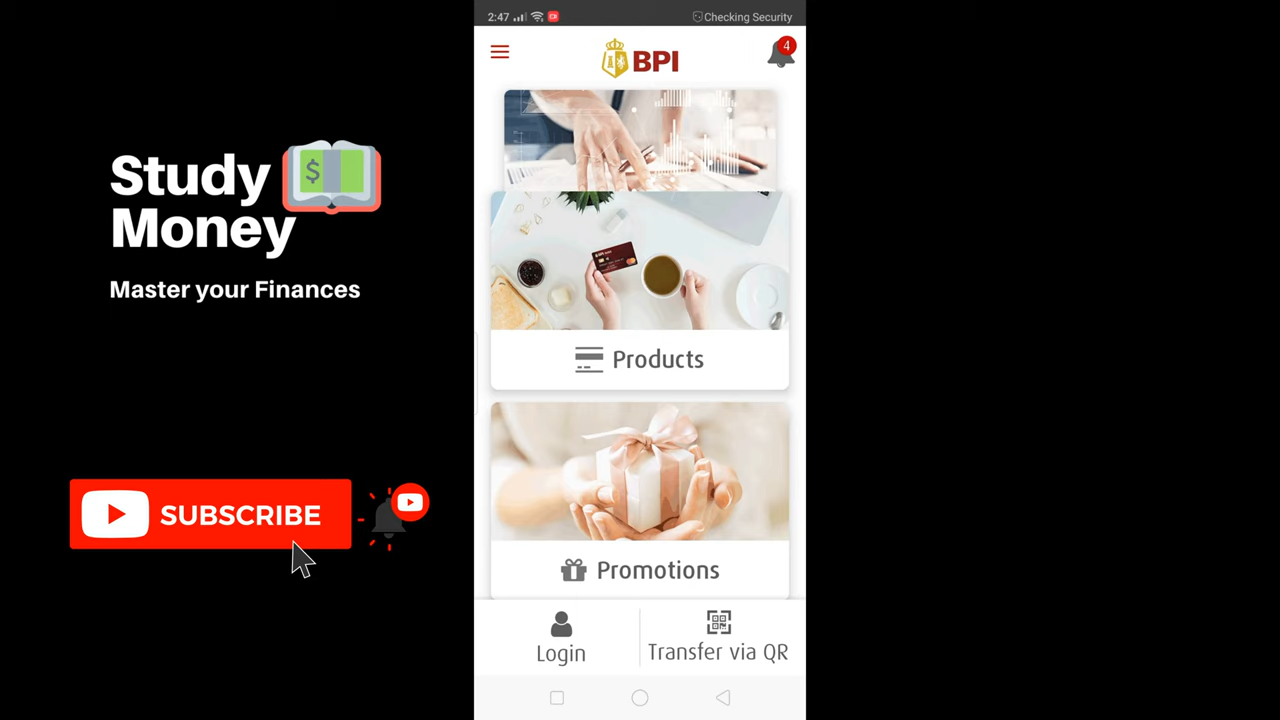 Study
Money
Master your Finances
SUBSCRIBE
2:47
Checking Security
BPI
4
Products
Promotions
Login
Transfer via QR